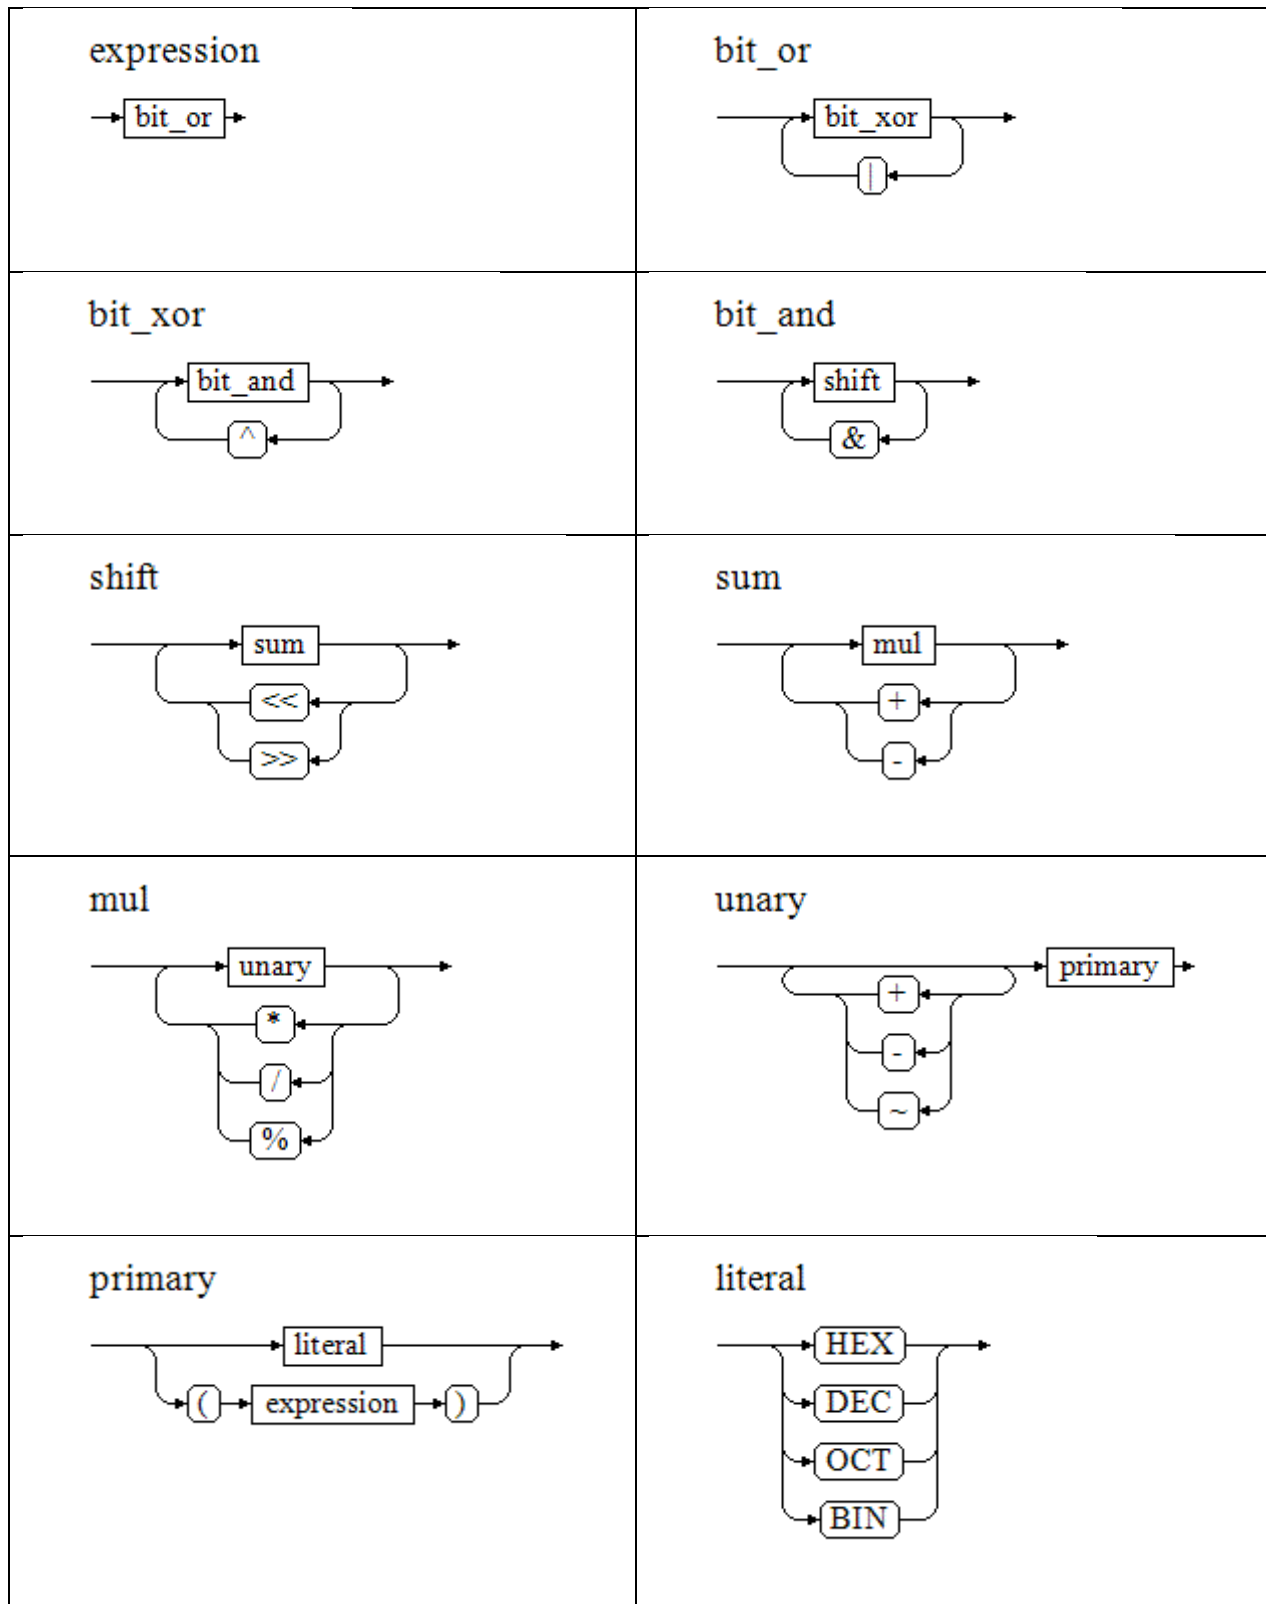 expression
bit_or
bit_or
bit_xor
|
bit_xor
bit_and
^
bit_and
shift
&
shift
sum
<<
>>
sum
mul
+
-
mul
unary
*
/
%
unary
primary
+
-
~
primary
literal
( expression )
literal
HEX
DEC
OCT
BIN